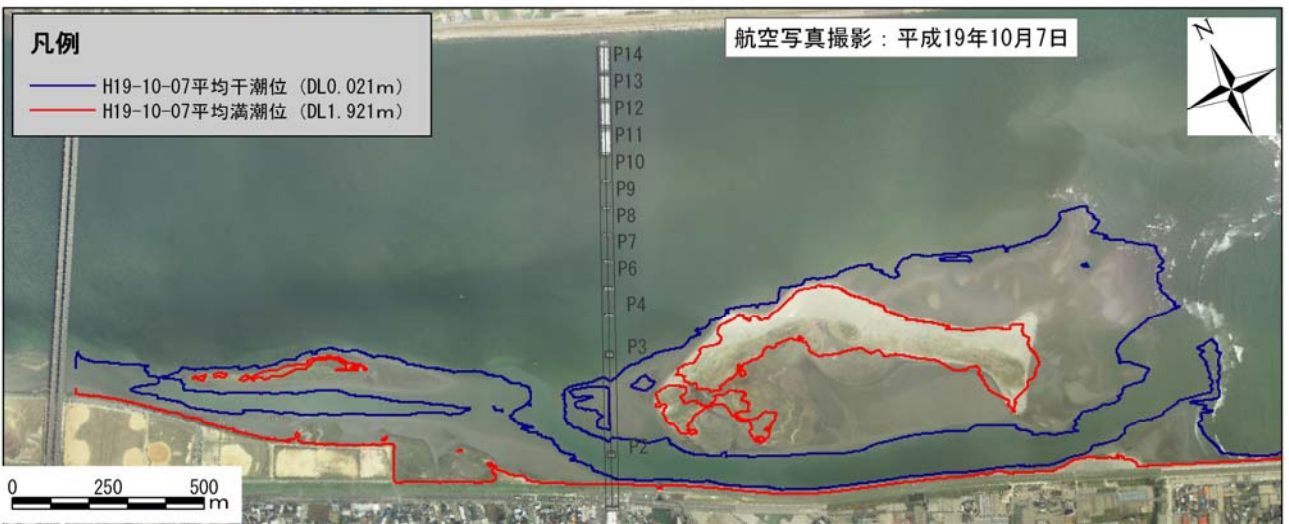 凡例
H19-10-07平均干潮位 (DL0.021m)
H19-10-07平均満潮位 (DL1.921m)
航空写真撮影：平成19年10月7日
N
P14
P13
P12
P11
P10
P9
P8
P7
P6
P4
P3
P2
0 250 500 m